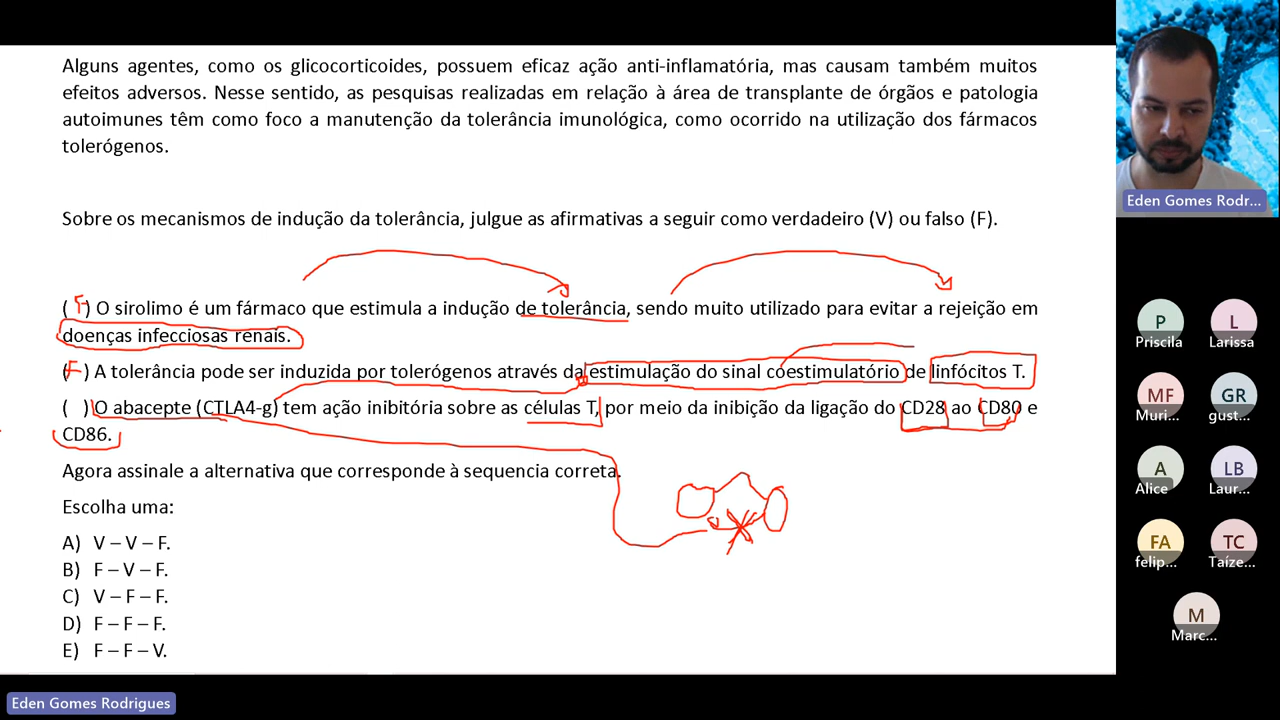 Alguns agentes, como os glicocorticoides, possuem eficaz ação anti-inflamatória, mas causam também muitos
efeitos adversos. Nesse sentido, as pesquisas realizadas em relação à área de transplante de órgãos e patologia
autoimunes têm como foco a manutenção da tolerância imunológica, como ocorrido na utilização dos fármacos
tolerógenos.
Sobre os mecanismos de indução da tolerância, julgue as afirmativas a seguir como verdadeiro (V) ou falso (F).
( F ) O sirolimo é um fármaco que estimula a indução de tolerância, sendo muito utilizado para evitar a rejeição em
doenças infecciosas renais.
( F ) A tolerância pode ser induzida por tolerógenos através da estimulação do sinal coestimulatório de linfócitos T.
( ) O abacepte (CTLA4-g) tem ação inibitória sobre as células T, por meio da inibição da ligação do CD28 ao CD80 e
CD86.
Agora assinale a alternativa que corresponde à sequencia correta.
Escolha uma:
A) V – V – F.
B) F – V – F.
C) V – F – F.
D) F – F – F.
E) F – F – V.
Eden Gomes Rodrigues
Eden Gomes Rodr...
P
Priscila
L
Larissa
MF
Muri...
GR
gust...
A
Alice
LB
Laur...
FA
felip...
TC
Taíze...
M
Marc...